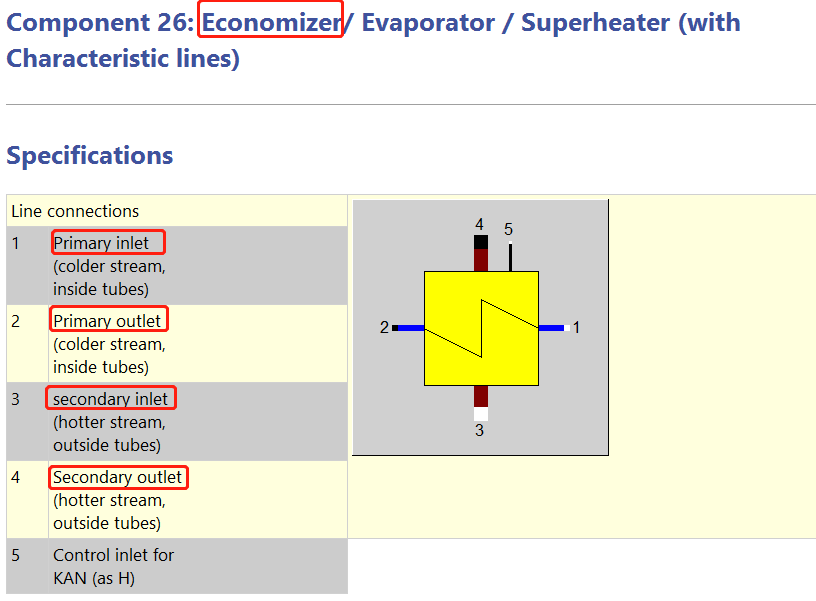 Component 26: Economizer/ Evaporator / Superheater (with
Characteristic lines)
Specifications
Line connections
1 Primary inlet
(colder stream,
inside tubes)
2 Primary outlet
(colder stream,
inside tubes)
3 secondary inlet
(hotter stream,
outside tubes)
4 Secondary outlet
(hotter stream,
outside tubes)
5 Control inlet for
KAN (as H)
4
5
2
1
3